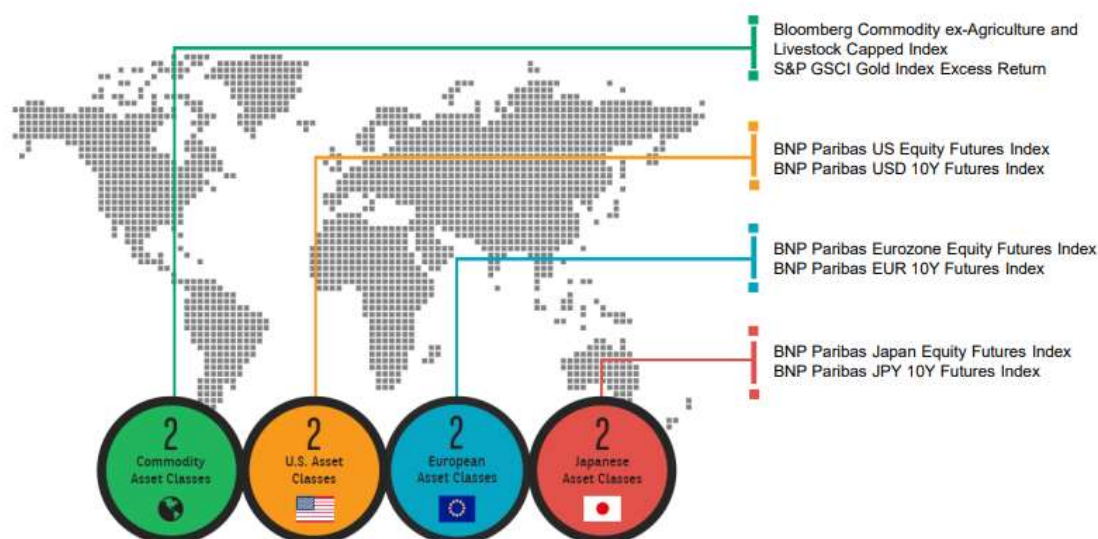 Bloomberg Commodity ex-Agriculture and
Livestock Capped Index
S&P GSCI Gold Index Excess Return
BNP Paribas US Equity Futures Index
BNP Paribas USD 10Y Futures Index
BNP Paribas Eurozone Equity Futures Index
BNP Paribas EUR 10Y Futures Index
BNP Paribas Japan Equity Futures Index
BNP Paribas JPY 10Y Futures Index
2
Commodity
Asset Classes
2
U.S. Asset
Classes
2
European
Asset Classes
2
Japanese
Asset Classes